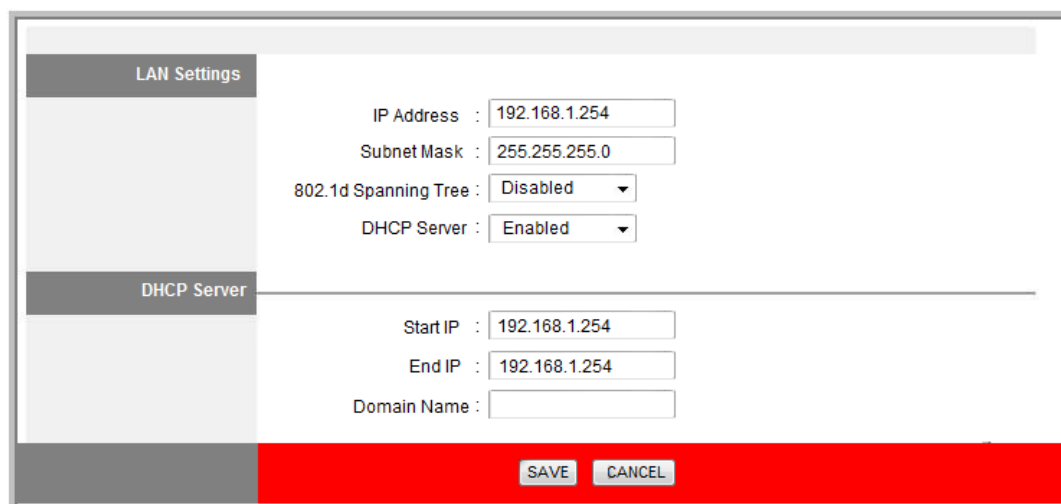 LAN Settings
IP Address : 192.168.1.254
Subnet Mask : 255.255.255.0
802.1d Spanning Tree : Disabled
DHCP Server : Enabled
DHCP Server
Start IP : 192.168.1.254
End IP : 192.168.1.254
Domain Name :
SAVE CANCEL